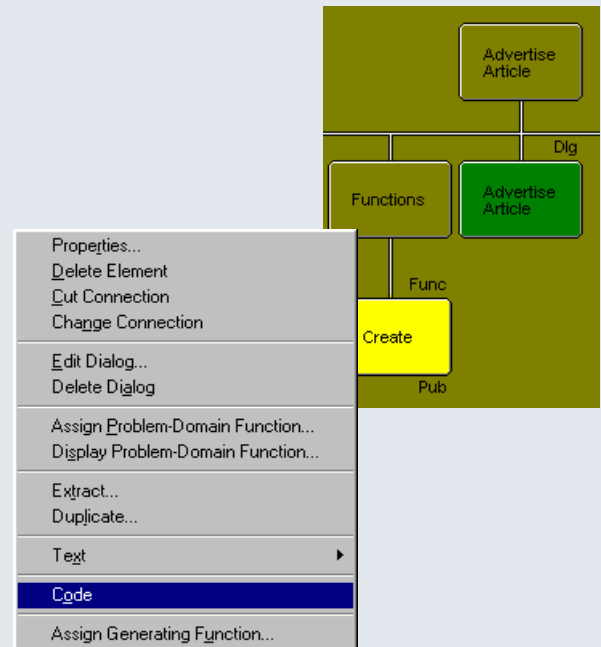 Advertise
Article
Dlg
Functions
Advertise
Article
Func
Create
Pub
Properties...
Delete Element
Cut Connection
Change Connection
Edit Dialog...
Delete Dialog
Assign Problem-Domain Function...
Display Problem-Domain Function...
Extract...
Duplicate...
Text
Code
Assign Generating Function...